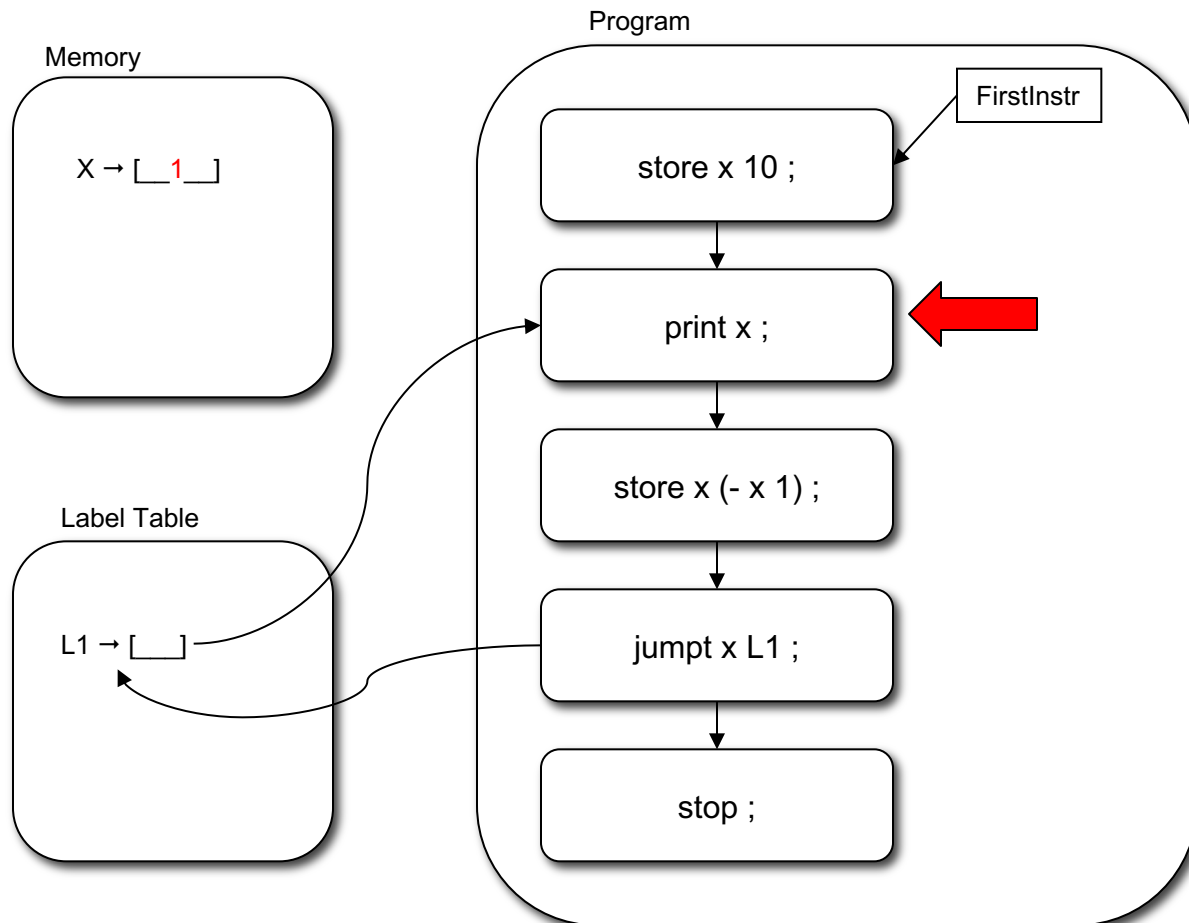 Program
Memory
FirstInstr
X → [__1__]
store x 10 ;
print x ;
store x (- x 1) ;
Label Table
L1 → [___]
jumpt x L1 ;
stop ;